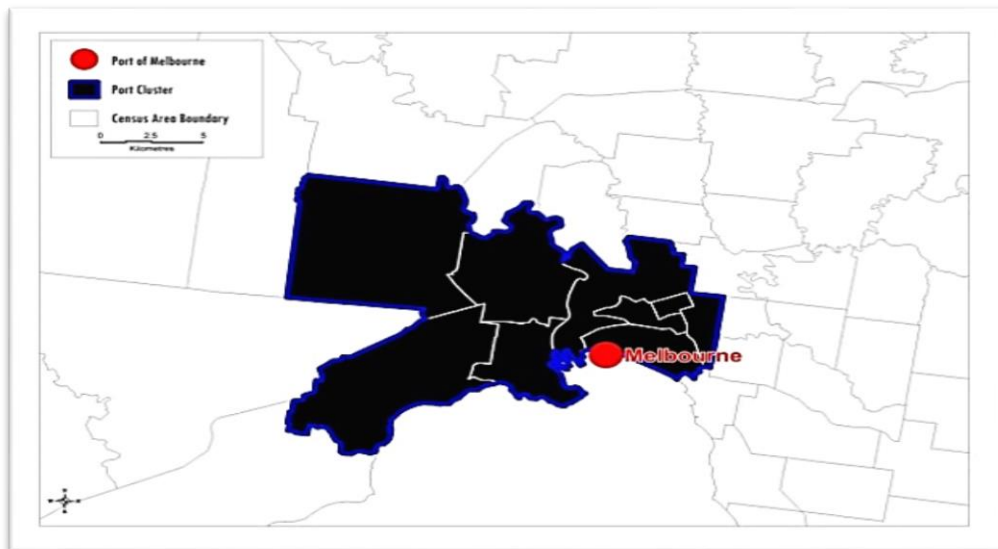 Port of Melbourne
Port Cluster
Census Area Boundary
0 2.5 5
Kilometres
Melbourne